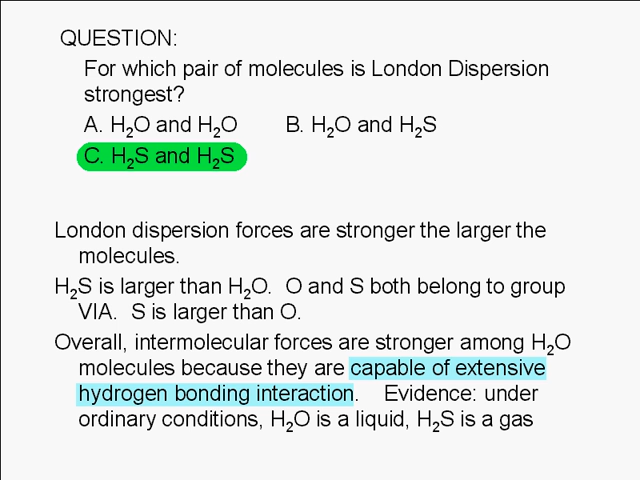 QUESTION:
For which pair of molecules is London Dispersion
strongest?
A. H₂O and H₂O B. H₂O and H₂S
C. H₂S and H₂S
London dispersion forces are stronger the larger the
molecules.
H₂S is larger than H₂O. O and S both belong to group
VIA. S is larger than O.
Overall, intermolecular forces are stronger among H₂O
molecules because they are capable of extensive
hydrogen bonding interaction. Evidence: under
ordinary conditions, H₂O is a liquid, H₂S is a gas